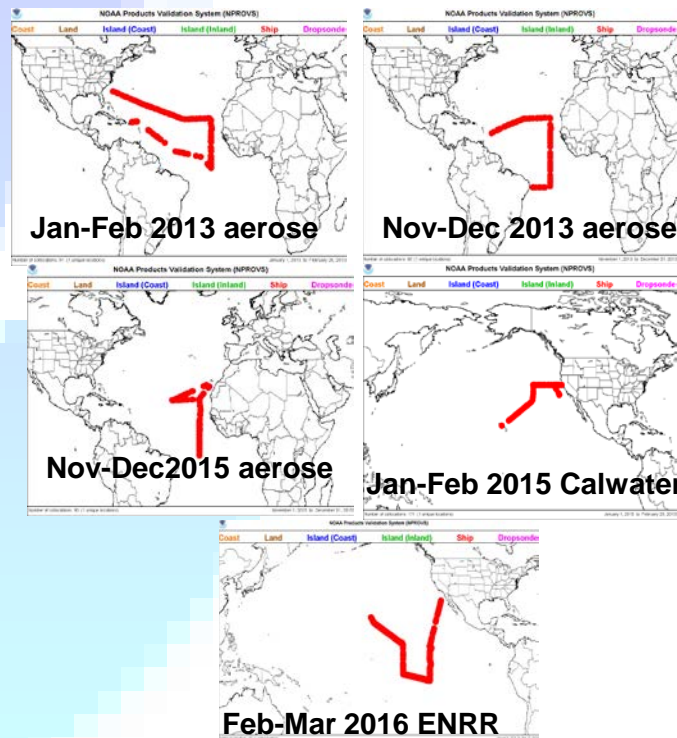 NOAA Products Validation System (NPROVS)
Coast Land Island (Coast) Island (Inland) Ship Dropsonde
Jan-Feb 2013 aerose
NOAA Products Validation System (NPROVS)
Coast Land Island (Coast) Island (Inland) Ship Dropsonde
Nov-Dec 2013 aerose
NOAA Products Validation System (NPROVS)
Coast Land Island (Coast) Island (Inland) Ship Dropsonde
Nov-Dec2015 aerose
NOAA Products Validation System (NPROVS)
Coast Land Island (Coast) Island (Inland) Ship Dropsonde
Jan-Feb 2015 Calwater
NOAA Products Validation System (NPROVS)
Coast Land Island (Coast) Island (Inland) Ship Dropsonde
Feb-Mar 2016 ENRR